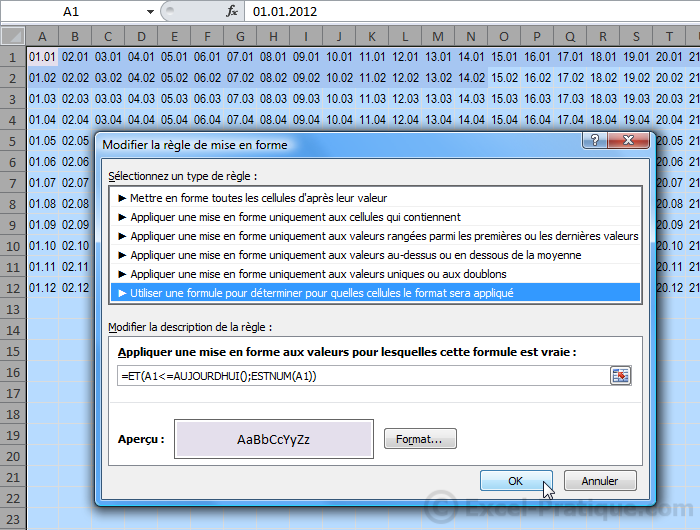 A1 fx 01.01.2012
A B C D E F G H I J K L M N O P Q R S T U
1 01.01 02.01 03.01 04.01 05.01 06.01 07.01 08.01 09.01 10.01 11.01 12.01 13.01 14.01 15.01 16.01 17.01 18.01 19.01 20.01 21
2 01.02 02.02 03.02 04.02 05.02 06.02 07.02 08.02 09.02 10.02 11.02 12.02 13.02 14.02 15.02 16.02 17.02 18.02 19.02 20.02 21
3 01.03 02.03 03.03 04.03 05.03 06.03 07.03 08.03 09.03 10.03 11.03 12.03 13.03 14.03 15.03 16.03 17.03 18.03 19.03 20.03 21
4 01.04 02.04 03.04 04.04 05.04 06.04 07.04 08.04 09.04 10.04 11.04 12.04 13.04 14.04 15.04 16.04 17.04 18.04 19.04 20.04 21
5 01.05 02.05 20.05 21
6 01.06 02.06 20.06 21
7 01.07 02.07 20.07 21
8 01.08 02.08 20.08 21
9 01.09 02.09 20.09 21
10 01.10 02.10 20.10 21
11 01.11 02.11 20.11 21
12 01.12 02.12 20.12 21
13
14
15
16
17
18
19
20
21
22
23
Modifier la règle de mise en forme
Sélectionnez un type de règle :
► Mettre en forme toutes les cellules d'après leur valeur
► Appliquer une mise en forme uniquement aux cellules qui contiennent
► Appliquer une mise en forme uniquement aux valeurs rangées parmi les premières ou les dernières valeurs
► Appliquer une mise en forme uniquement aux valeurs au-dessus ou en dessous de la moyenne
► Appliquer une mise en forme uniquement aux valeurs uniques ou aux doublons
► Utiliser une formule pour déterminer pour quelles cellules le format sera appliqué
Modifier la description de la règle :
Appliquer une mise en forme aux valeurs pour lesquelles cette formule est vraie :
=ET(A1<=AUJOURDHUI();ESTNUM(A1))
Aperçu :
AaBbCcYyZz
Format...
OK
Annuler
© Excel-Pratique.com